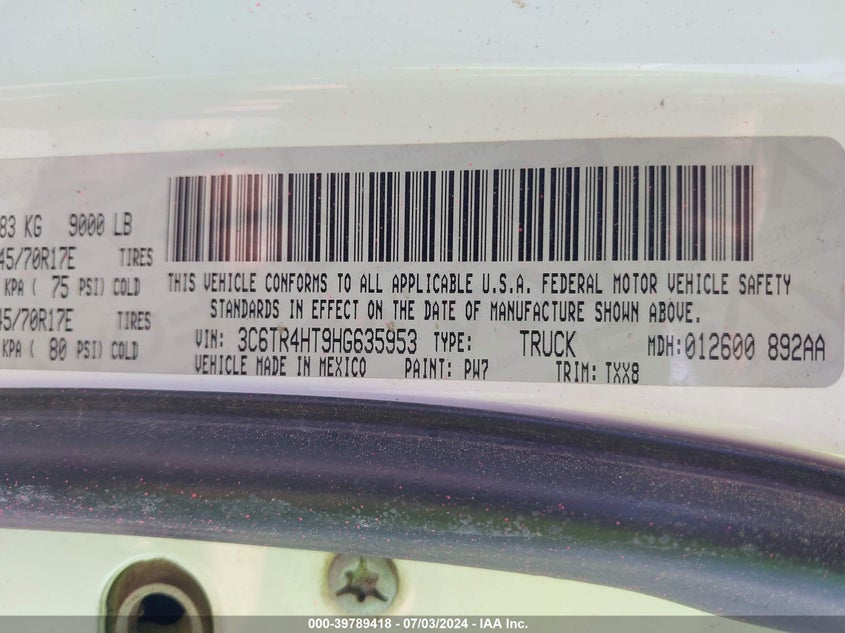 83 KG 9000 LB
45/70R17E TIRES
KPA ( 75 PSI) COLD
45/70R17E TIRES
KPA ( 80 PSI) COLD
THIS VEHICLE CONFORMS TO ALL APPLICABLE U.S.A. FEDERAL MOTOR VEHICLE SAFETY
STANDARDS IN EFFECT ON THE DATE OF MANUFACTURE SHOWN ABOVE.
VIN: 3C6TR4HT9HG635953 TYPE: TRUCK MDH:012600 892AA
VEHICLE MADE IN MEXICO PAINT: PW7 TRIM: TXX8
000-39789418 - 07/03/2024 - IAA Inc.